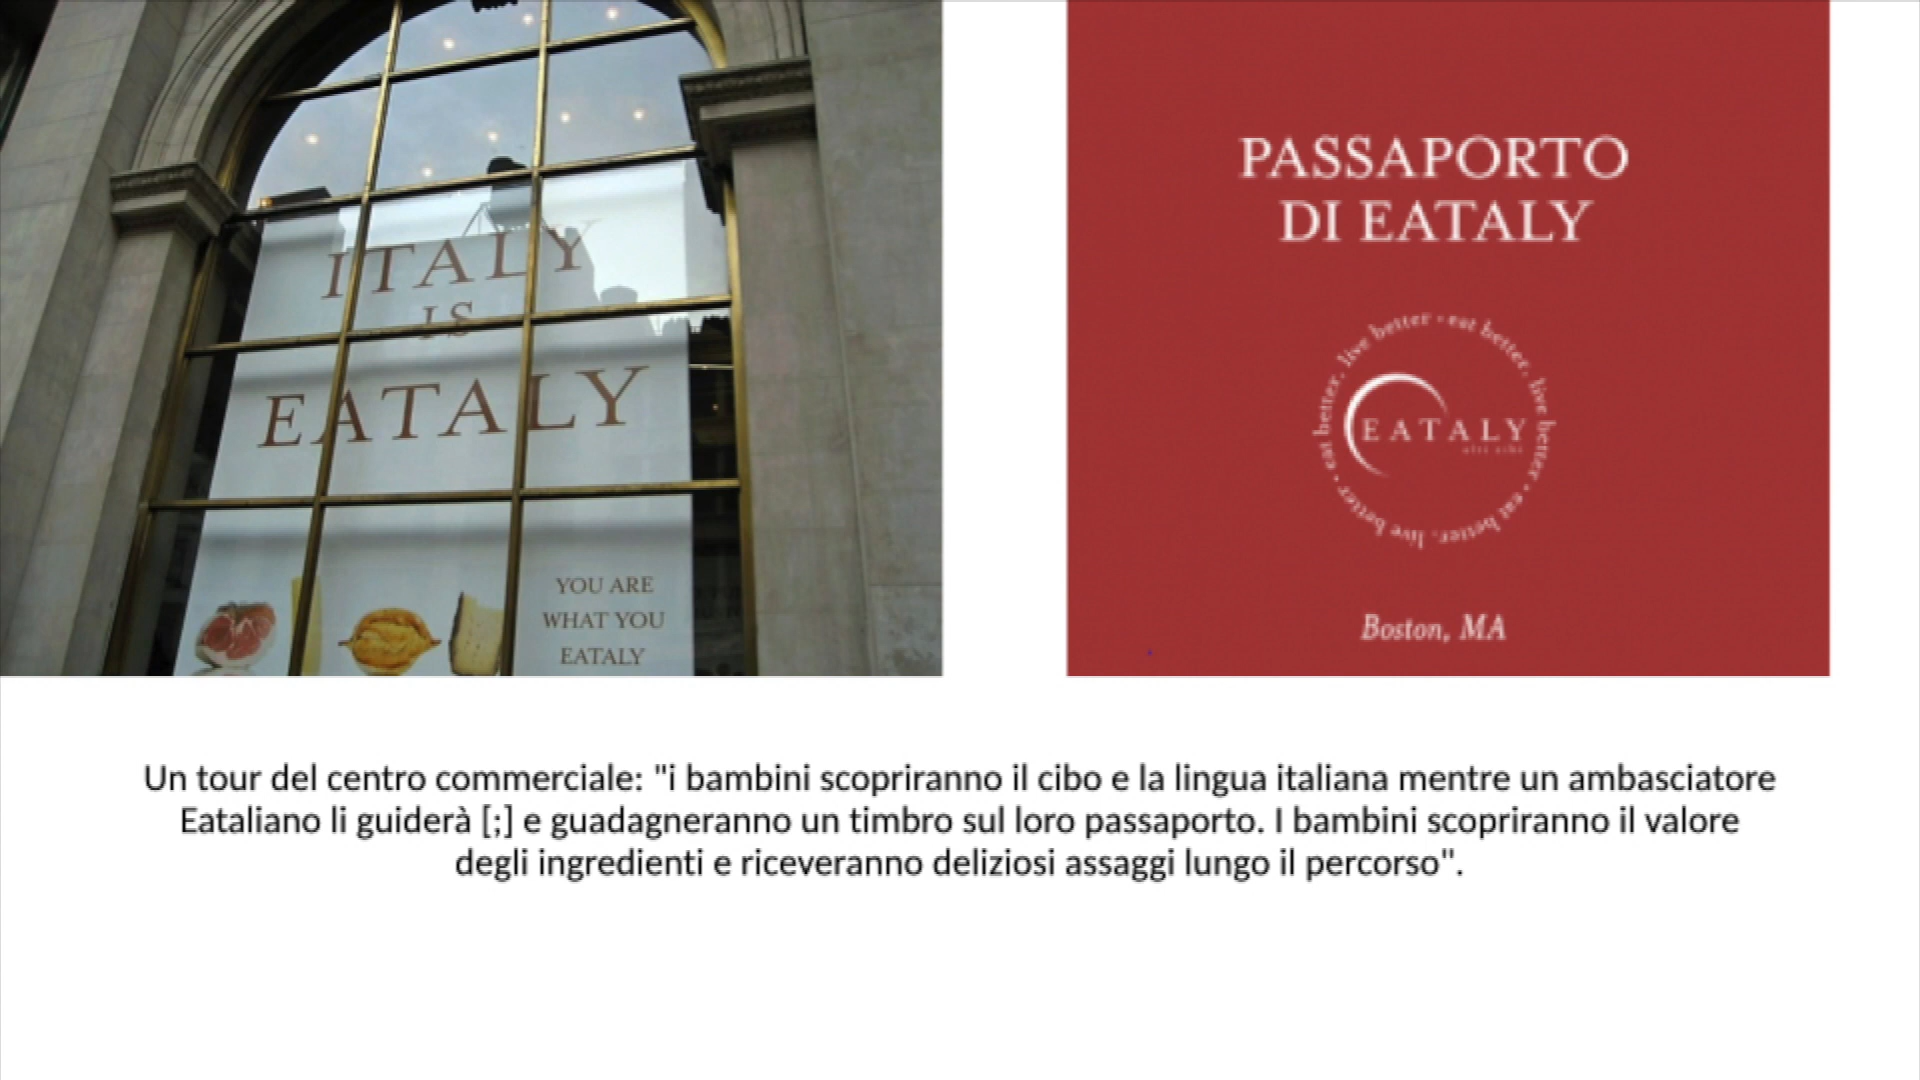 ITALY
IS
EATALY
YOU ARE
WHAT YOU
EATALY
PASSAPORTO
DI EATALY
eat better, live better • eat better, live better • eat better, live better •
EATALY
Boston, MA
Un tour del centro commerciale: "i bambini scopriranno il cibo e la lingua italiana mentre un ambasciatore
Eataliano li guiderà [;] e guadagneranno un timbro sul loro passaporto. I bambini scopriranno il valore
degli ingredienti e riceveranno deliziosi assaggi lungo il percorso".